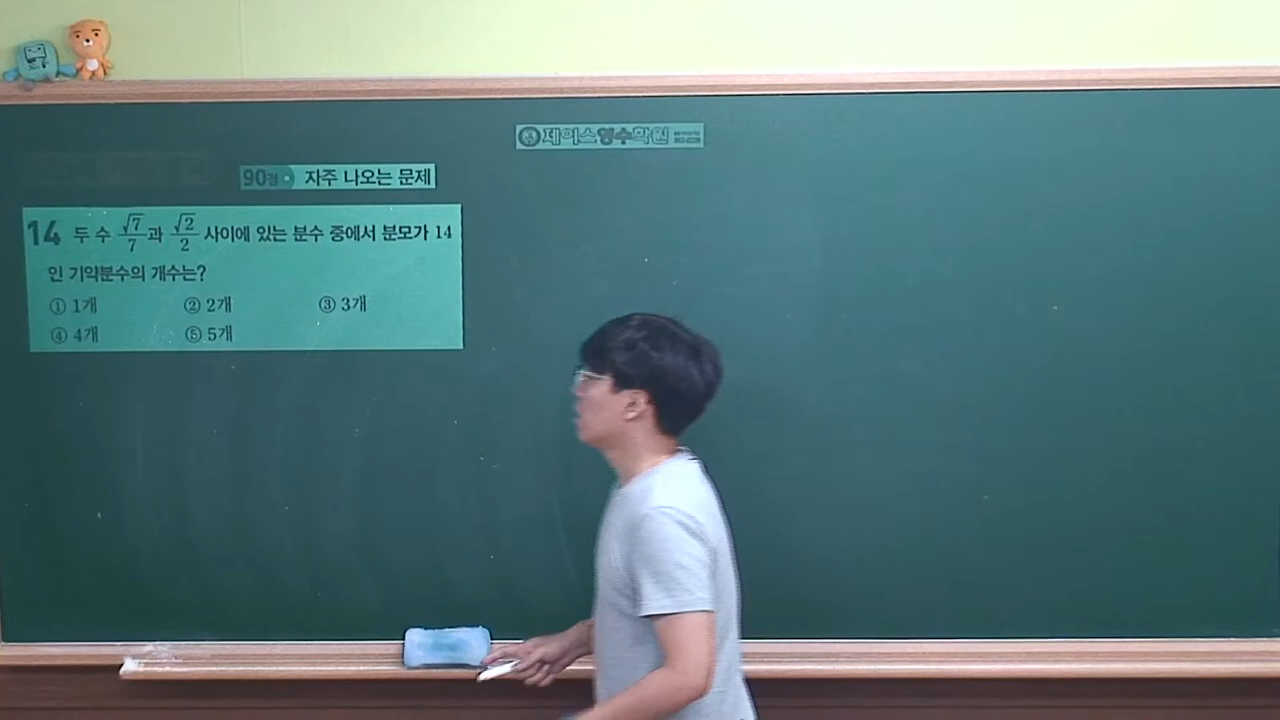 제이스영수학원
90점 자주 나오는 문제
14 두 수 √7/7과 √2/2 사이에 있는 분수 중에서 분모가 14
인 기약분수의 개수는?
① 1개 ② 2개 ③ 3개
④ 4개 ⑤ 5개